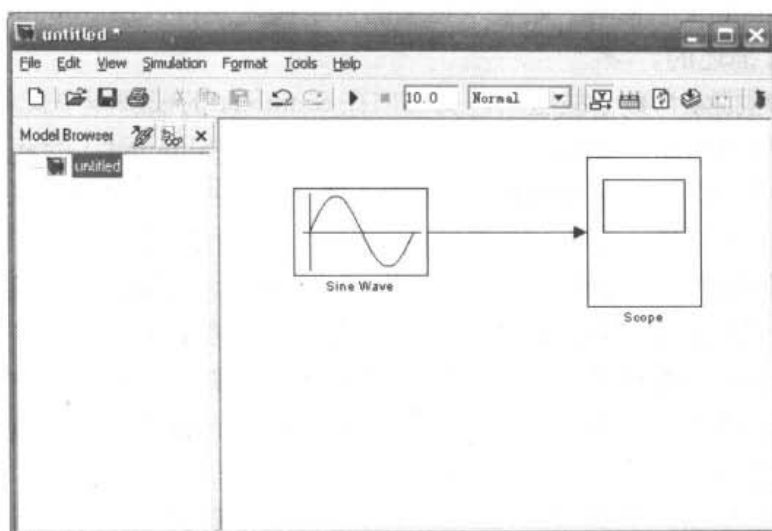 untitled *
File Edit View Simulation Format Tools Help
10.0 Normal
Model Browser
untitled
Sine Wave
Scope